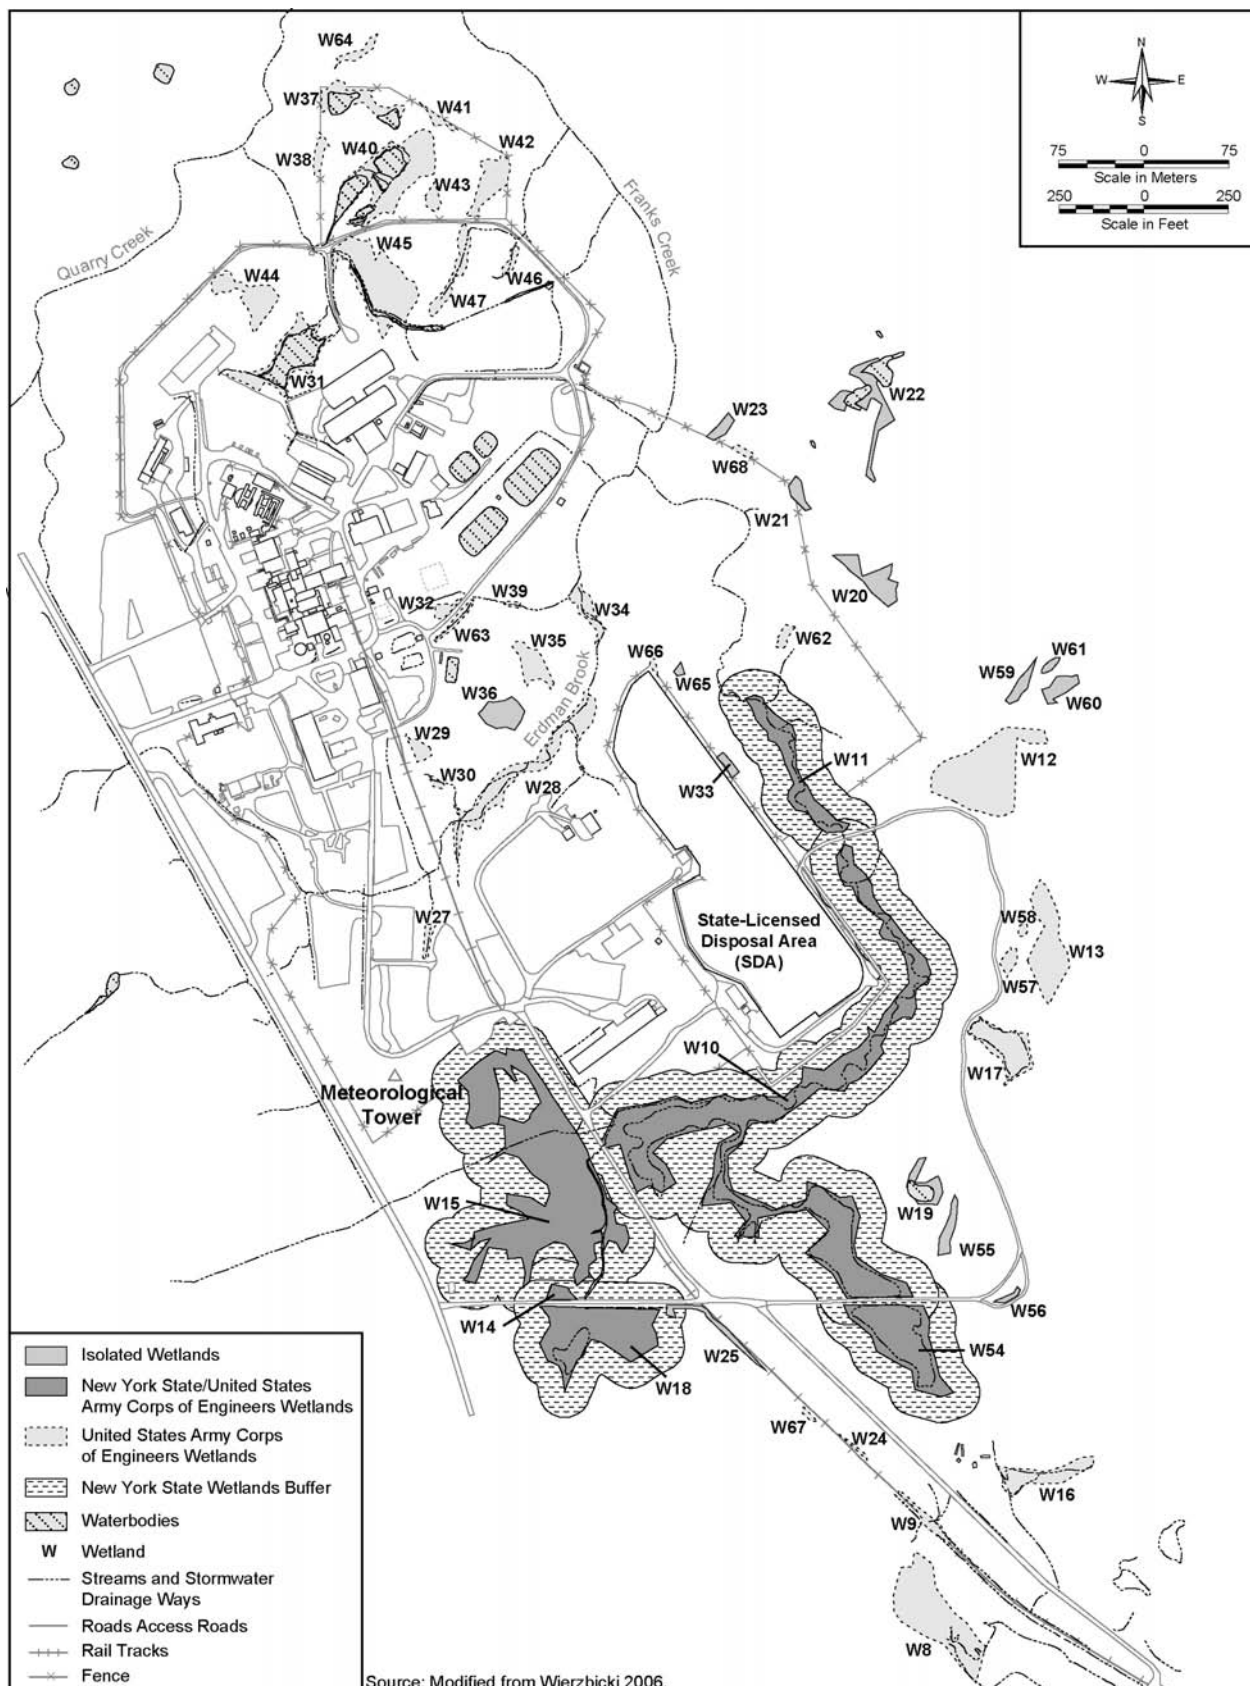 W64
N
W E
S
75 0 75
Scale in Meters
250 0 250
Scale in Feet
W37
W41
W40
W42
W38
W43
Franks Creek
Quarry Creek
W45
W44
W46
W47
W31
W22
W23
W68
W21
W20
W32
W39
W34
W63
W35
W62
W66
W65
W61
W59
W60
W36
Erdman Brook
W29
W12
W11
W30
W28
W33
W27
W58
W13
W57
State-Licensed
Disposal Area
(SDA)
W10
W17
Meteorological
Tower
W15
W19
W55
W56
W14
W25
W54
W18
W67
W24
W16
W9
W8
Isolated Wetlands
New York State/United States
Army Corps of Engineers Wetlands
United States Army Corps
of Engineers Wetlands
New York State Wetlands Buffer
Waterbodies
W Wetland
Streams and Stormwater
Drainage Ways
Roads Access Roads
Rail Tracks
Fence
Source: Modified from Wierzbicki 2006.